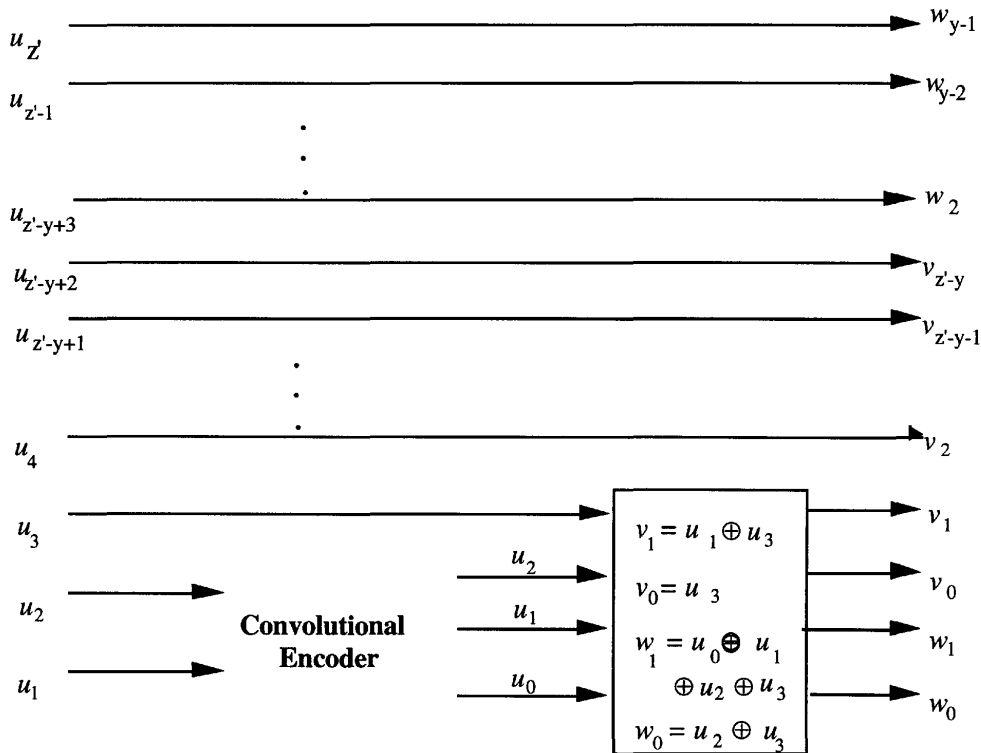 u_z' w_y-1
u_z'-1 w_y-2
u_z'-y+3 w_2
u_z'-y+2 v_z'-y
u_z'-y+1 v_z'-y-1
u_4 v_2
u_3 v_1 = u_1 ⊕ u_3 v_1
u_2 u_2 v_0 = u_3 v_0
Convolutional Encoder u_1 w_1 = u_0 ⊕ u_1 w_1
⊕ u_2 ⊕ u_3
u_1 u_0 w_0 = u_2 ⊕ u_3 w_0